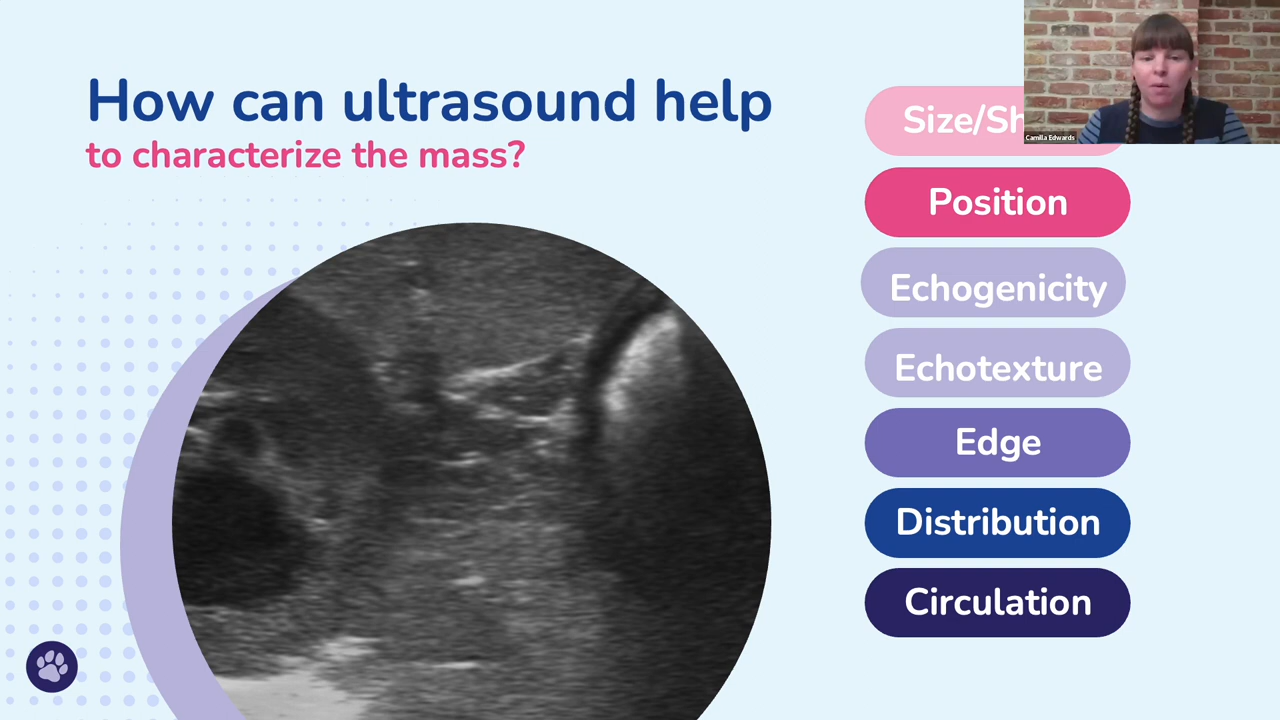 How can ultrasound help
to characterize the mass?
Size/Sh
Camilla Edwards
Position
Echogenicity
Echotexture
Edge
Distribution
Circulation